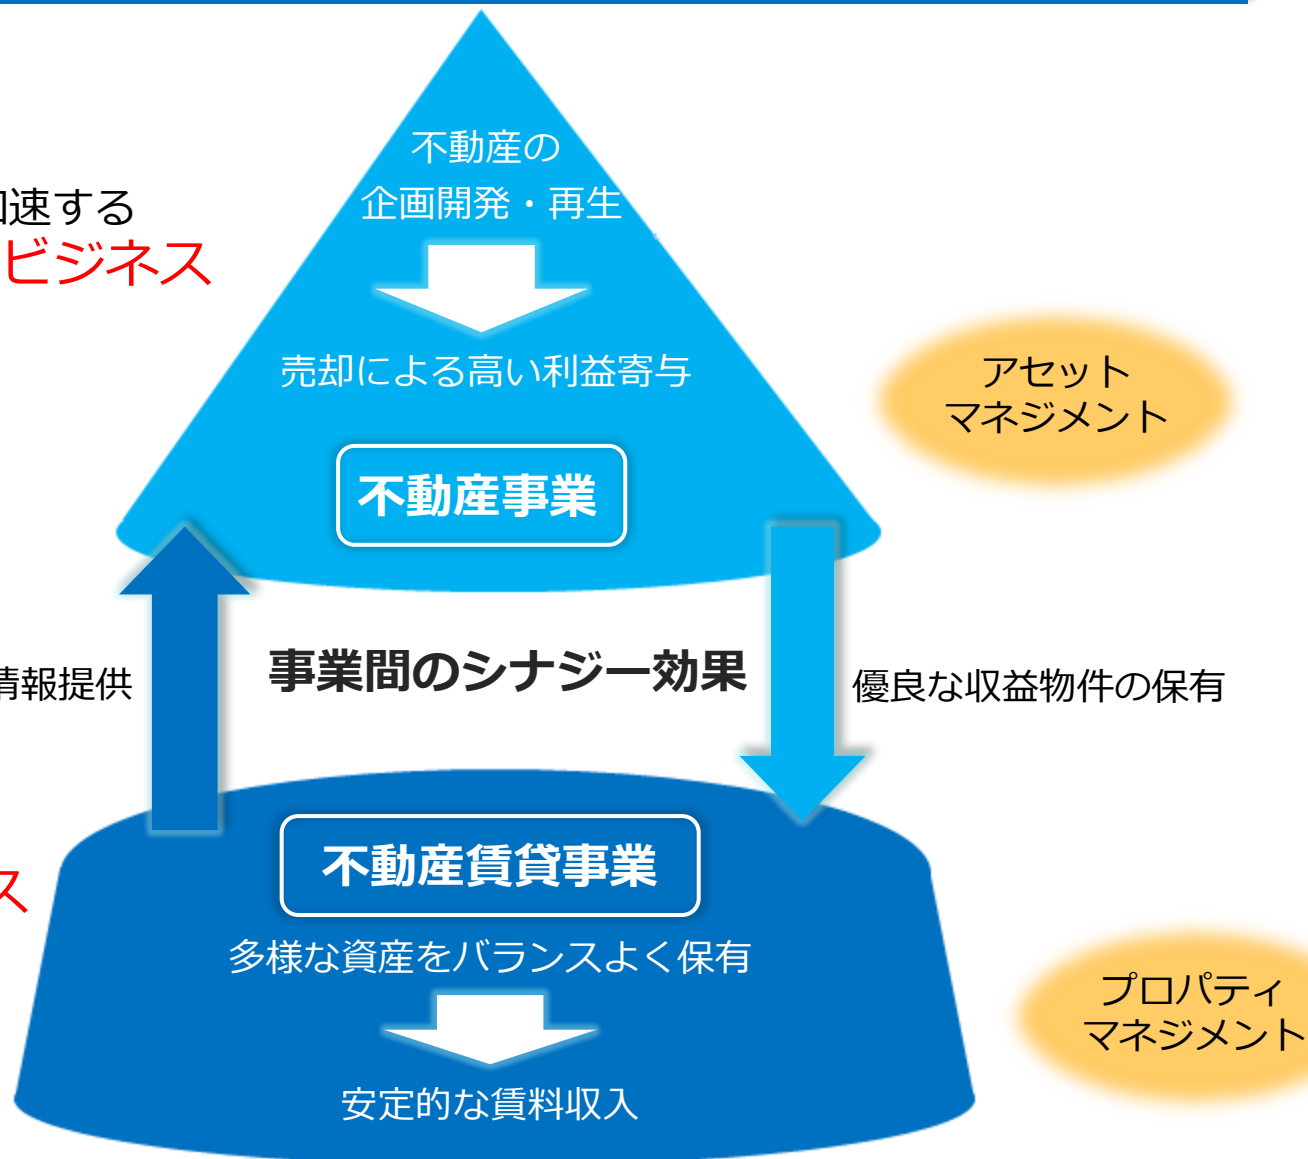 不動産の
企画開発・再生
加速する
ビジネス
売却による高い利益寄与
アセット
マネジメント
不動産事業
情報提供
事業間のシナジー効果
優良な収益物件の保有
不動産賃貸事業
ス
多様な資産をバランスよく保有
プロパティ
マネジメント
安定的な賃料収入